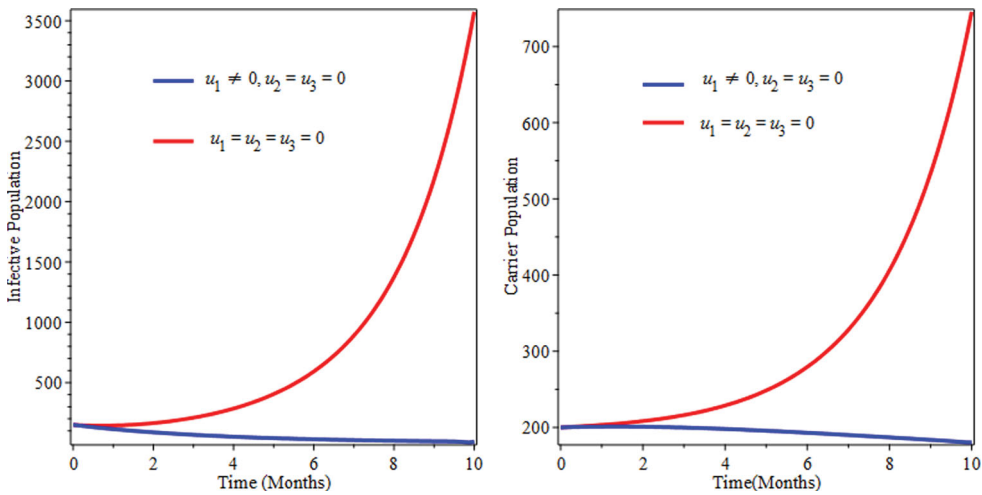 3500
3000
2500
2000
1500
1000
500
Infective Population
u1 ≠ 0, u2 = u3 = 0
u1 = u2 = u3 = 0
0 2 4 6 8 10
Time (Months)
700
600
500
400
300
200
Carrier Population
u1 ≠ 0, u2 = u3 = 0
u1 = u2 = u3 = 0
0 2 4 6 8 10
Time(Months)